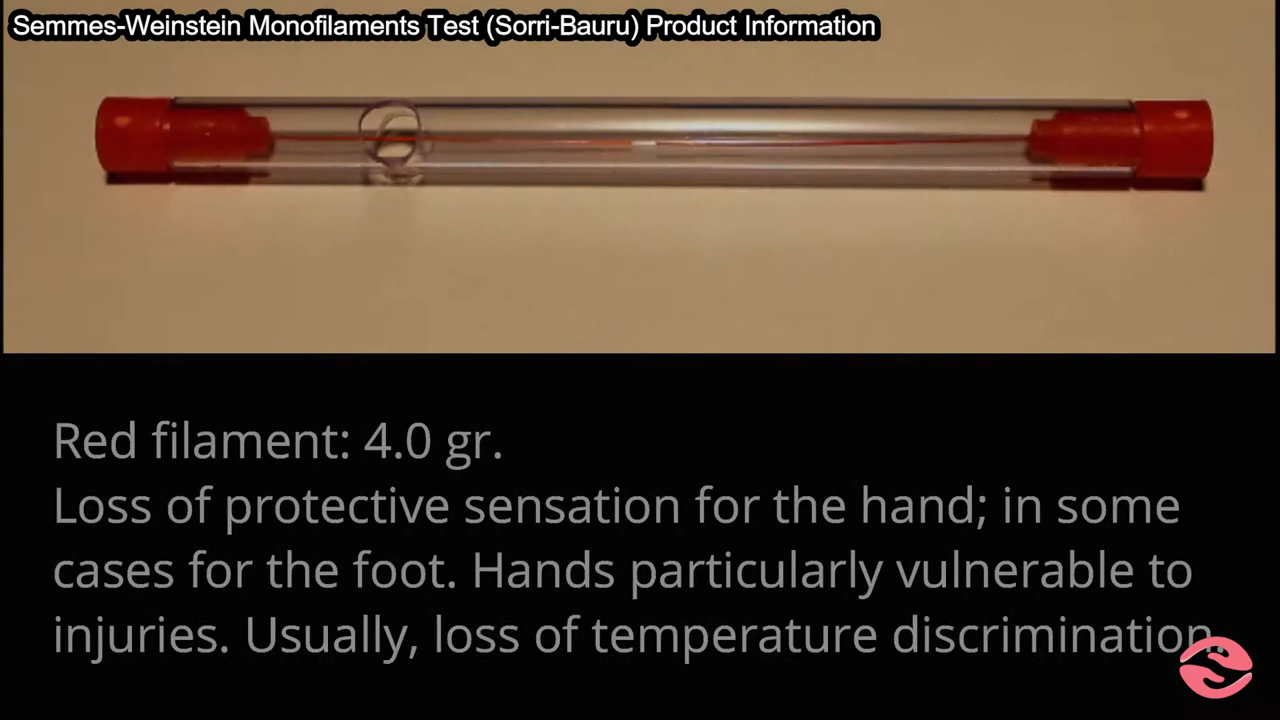 Semmes-Weinstein Monofilaments Test (Sorri-Bauru) Product Information
Red filament: 4.0 gr.
Loss of protective sensation for the hand; in some
cases for the foot. Hands particularly vulnerable to
injuries. Usually, loss of temperature discrimination.